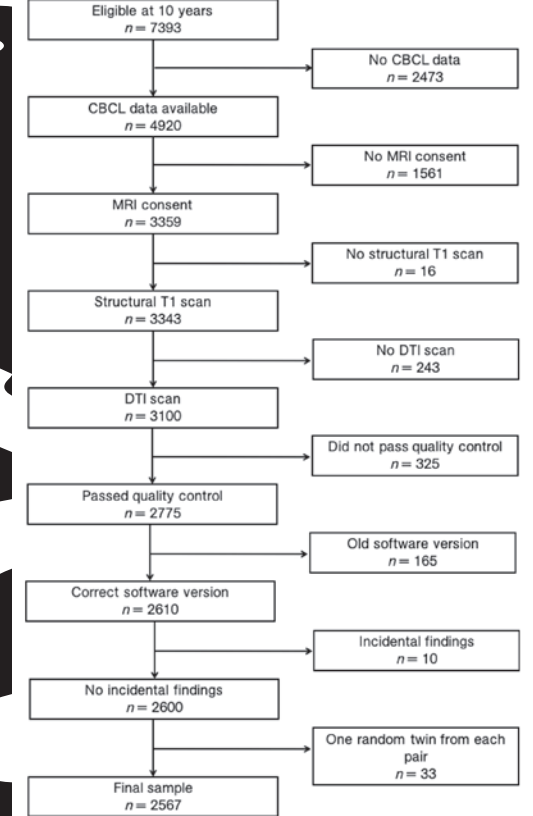 Eligible at 10 years
n = 7393
No CBCL data
n = 2473
CBCL data available
n = 4920
No MRI consent
n = 1561
MRI consent
n = 3359
No structural T1 scan
n = 16
Structural T1 scan
n = 3343
No DTI scan
n = 243
DTI scan
n = 3100
Did not pass quality control
n = 325
Passed quality control
n = 2775
Old software version
n = 165
Correct software version
n = 2610
Incidental findings
n = 10
No incidental findings
n = 2600
One random twin from each
pair
n = 33
Final sample
n = 2567